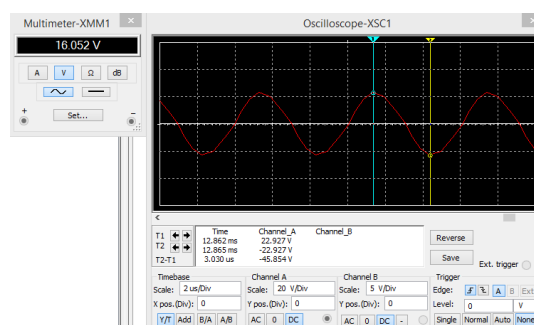 Multimeter-XMM1 ×
16.052 V
A V Ω dB
+ Set... −
Oscilloscope-XSC1
1 2
<
T1
T2
T2-T1
Time Channel_A Channel_B
12.862 ms 22.927 V
12.865 ms -22.927 V
3.030 us -45.854 V
Reverse
Save
Ext. trigger
Timebase Channel A Channel B Trigger
Scale: 2 us/Div Scale: 20 V/Div Scale: 5 V/Div Edge: A B Ext
X pos.(Div): 0 Y pos.(Div): 0 Y pos.(Div): 0 Level: 0 V
Y/T Add B/A A/B AC 0 DC AC 0 DC - Single Normal Auto None